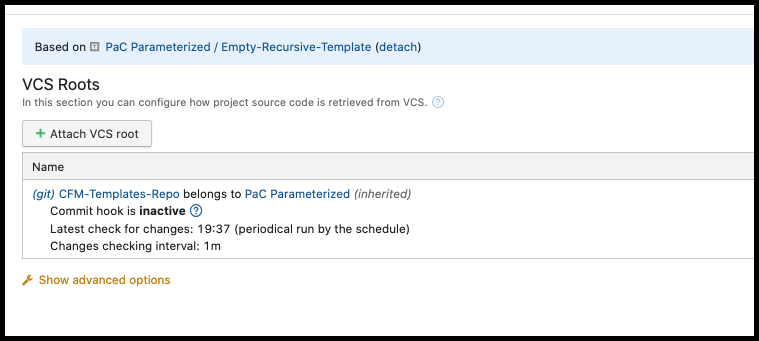 Based on PaC Parameterized / Empty-Recursive-Template (detach)
VCS Roots
In this section you can configure how project source code is retrieved from VCS. ?
+ Attach VCS root
Name
(git) CFM-Templates-Repo belongs to PaC Parameterized (inherited)
Commit hook is inactive ?
Latest check for changes: 19:37 (periodical run by the schedule)
Changes checking interval: 1m
Show advanced options